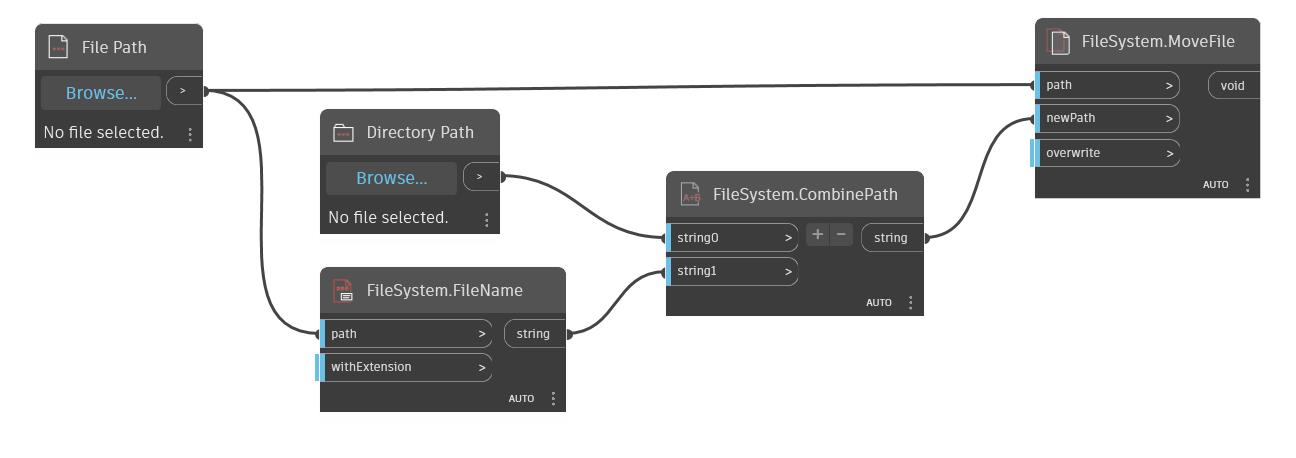 File Path
Browse...
>
No file selected.
Directory Path
Browse...
>
No file selected.
FileSystem.FileName
path >
string
withExtension >
AUTO
FileSystem.CombinePath
string0 >
+ −
string
string1 >
AUTO
FileSystem.MoveFile
path >
void
newPath >
overwrite >
AUTO